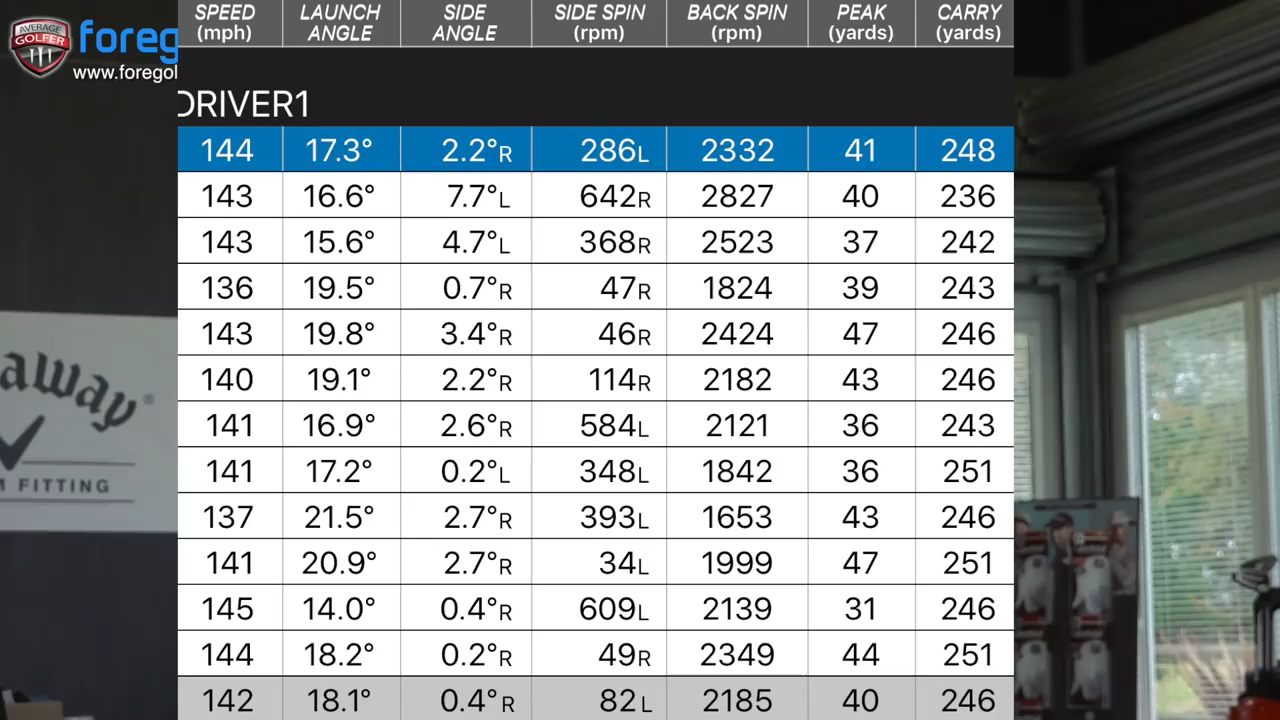 AVERAGE
GOLFER
foreg
www.foregol
SPEED LAUNCH SIDE SIDE SPIN BACK SPIN PEAK CARRY
(mph) ANGLE ANGLE (rpm) (rpm) (yards) (yards)
DRIVER1
144 17.3° 2.2°R 286L 2332 41 248
143 16.6° 7.7°L 642R 2827 40 236
143 15.6° 4.7°L 368R 2523 37 242
136 19.5° 0.7°R 47R 1824 39 243
143 19.8° 3.4°R 46R 2424 47 246
140 19.1° 2.2°R 114R 2182 43 246
141 16.9° 2.6°R 584L 2121 36 243
141 17.2° 0.2°L 348L 1842 36 251
137 21.5° 2.7°R 393L 1653 43 246
141 20.9° 2.7°R 34L 1999 47 251
145 14.0° 0.4°R 609L 2139 31 246
144 18.2° 0.2°R 49R 2349 44 251
142 18.1° 0.4°R 82L 2185 40 246
away®
M FITTING